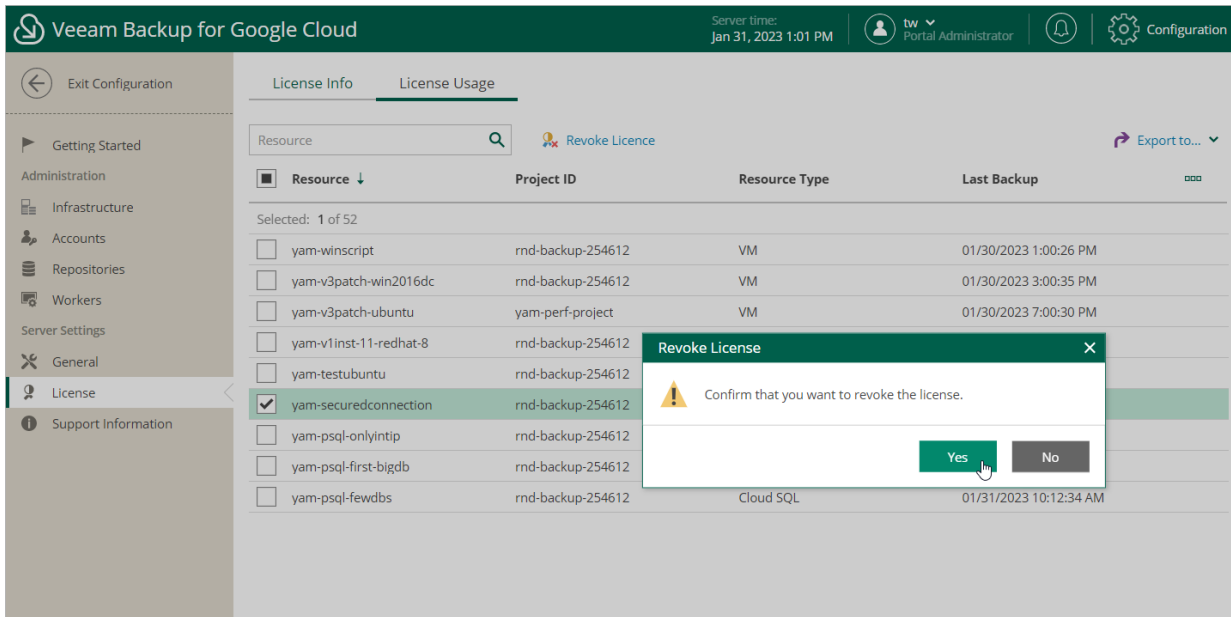 Veeam Backup for Google Cloud
Server time:
Jan 31, 2023 1:01 PM
tw
Portal Administrator
Configuration
Exit Configuration
Getting Started
Administration
Infrastructure
Accounts
Repositories
Workers
Server Settings
General
License
Support Information
License Info License Usage
Resource Revoke Licence Export to...
Resource Project ID Resource Type Last Backup
Selected: 1 of 52
yam-winscript rnd-backup-254612 VM 01/30/2023 1:00:26 PM
yam-v3patch-win2016dc rnd-backup-254612 VM 01/30/2023 3:00:35 PM
yam-v3patch-ubuntu yam-perf-project VM 01/30/2023 7:00:30 PM
yam-v1inst-11-redhat-8 rnd-backup-254612
yam-testubuntu rnd-backup-254612
yam-securedconnection rnd-backup-254612
yam-psql-onlyintip rnd-backup-254612
yam-psql-first-bigdb rnd-backup-254612
yam-psql-fewdbs rnd-backup-254612 Cloud SQL 01/31/2023 10:12:34 AM
Revoke License
Confirm that you want to revoke the license.
Yes No